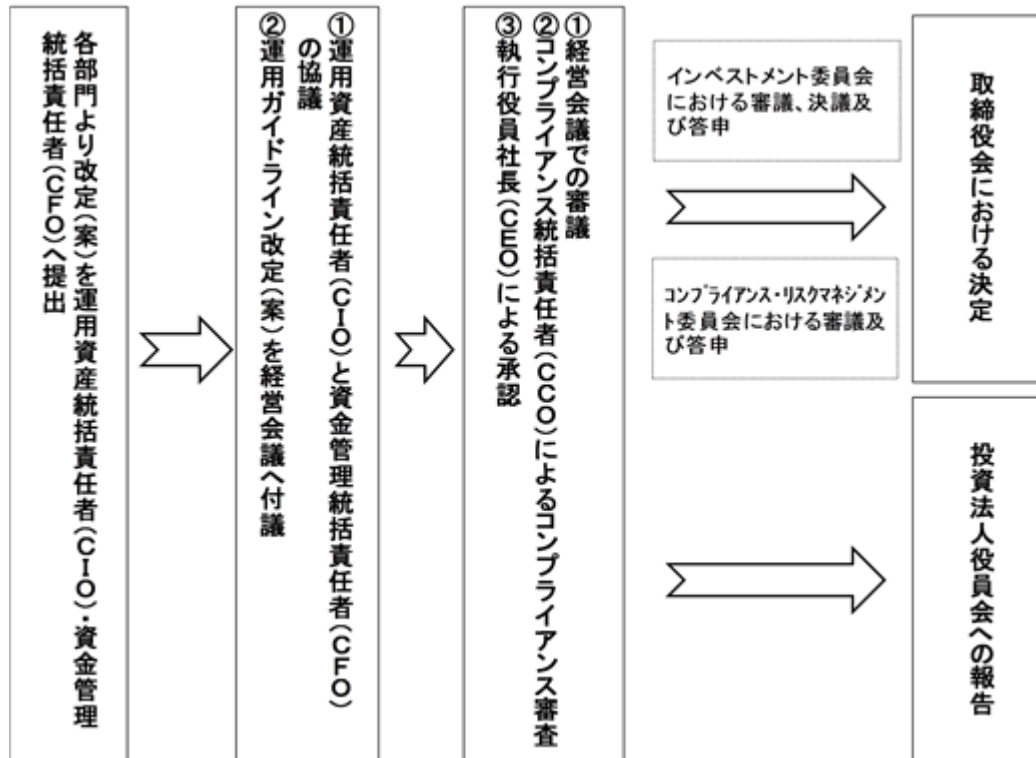 各部門より改定(案)を運用資産統括責任者(CIO)・資金管理
統括責任者(CFO)へ提出
①運用資産統括責任者(CIO)と資金管理統括責任者(CFO)
の協議
②運用ガイドライン改定(案)を経営会議へ付議
①経営会議での審議
②コンプライアンス統括責任者(CCO)によるコンプライアンス審査
③執行役員社長(CEO)による承認
インベストメント委員会
における審議、決議及
び答申
コンプライアンス・リスクマネジメン
ト委員会における審議及
び答申
取締役会における決定
投資法人役員会への報告